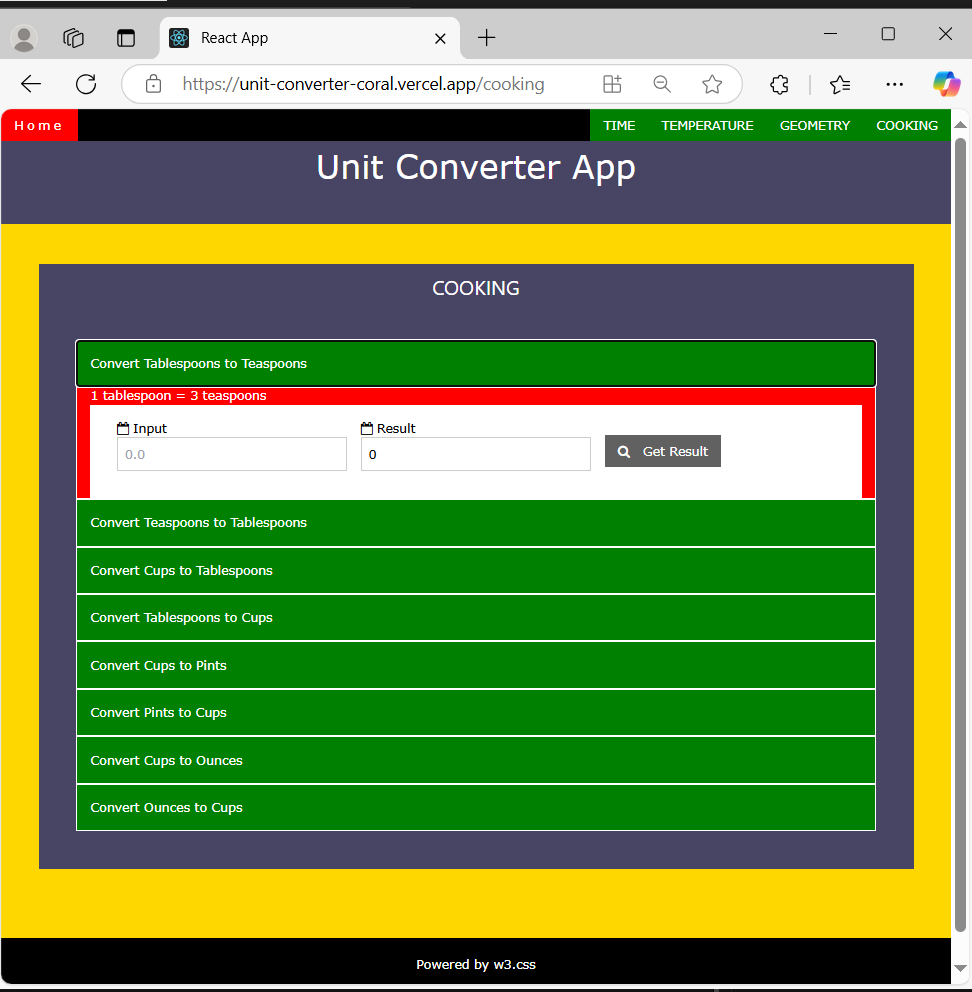 React App
https://unit-converter-coral.vercel.app/cooking
Home TIME TEMPERATURE GEOMETRY COOKING
Unit Converter App
COOKING
Convert Tablespoons to Teaspoons
1 tablespoon = 3 teaspoons
Input Result
0.0 0 Get Result
Convert Teaspoons to Tablespoons
Convert Cups to Tablespoons
Convert Tablespoons to Cups
Convert Cups to Pints
Convert Pints to Cups
Convert Cups to Ounces
Convert Ounces to Cups
Powered by w3.css